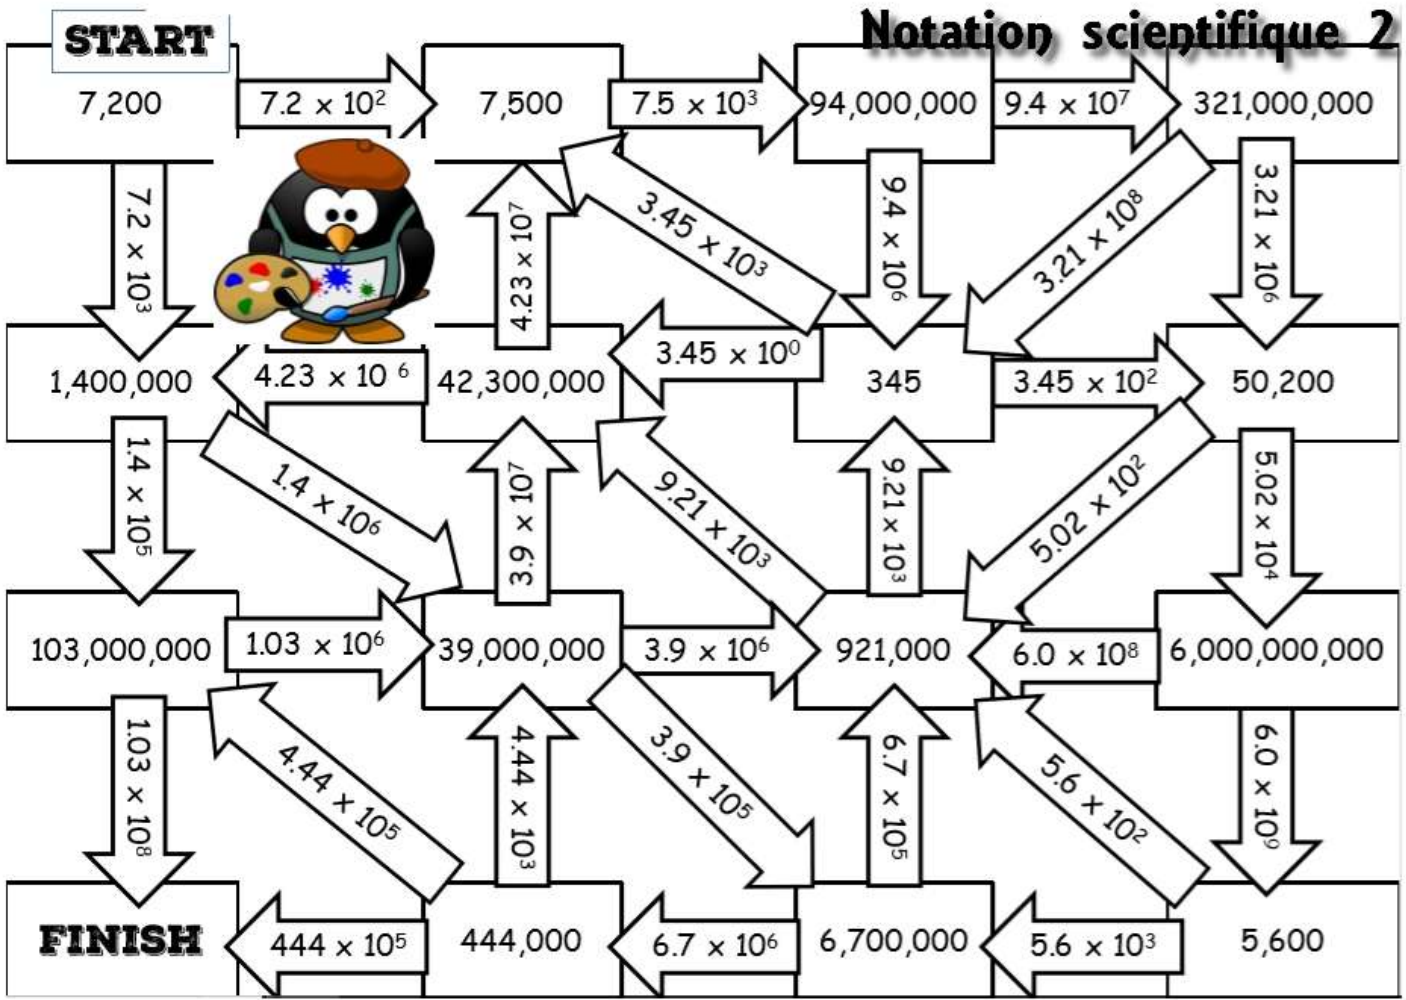 START
Notation scientifique 2
7,200
7.2 x 10²
7,500
7.5 x 10³
94,000,000
9.4 x 10⁷
321,000,000
7.2 x 10³
4.23 x 10⁷
3.45 x 10³
9.4 x 10⁶
3.21 x 10⁸
3.21 x 10⁶
1,400,000
4.23 x 10 ⁶
42,300,000
3.45 x 10⁰
345
3.45 x 10²
50,200
1.4 x 10⁵
1.4 x 10⁶
3.9 x 10⁷
9.21 x 10³
9.21 x 10³
5.02 x 10²
5.02 x 10⁴
103,000,000
1.03 x 10⁶
39,000,000
3.9 x 10⁶
921,000
6.0 x 10⁸
6,000,000,000
1.03 x 10⁸
4.44 x 10⁵
4.44 x 10³
3.9 x 10⁵
6.7 x 10⁵
5.6 x 10²
6.0 x 10⁹
FINISH
444 x 10⁵
444,000
6.7 x 10⁶
6,700,000
5.6 x 10³
5,600